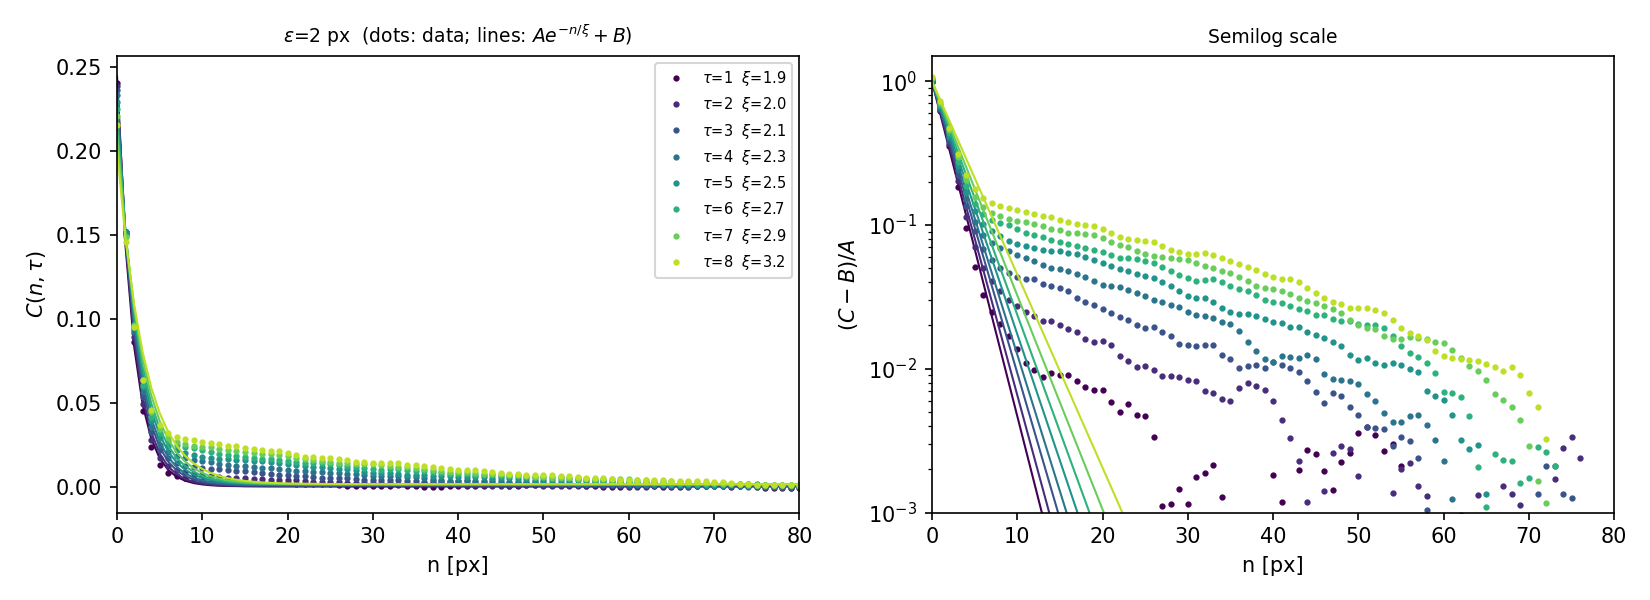 ε=2 px (dots: data; lines: Ae^{-n/ξ} + B)
0.25
0.20
0.15
0.10
0.05
0.00
C(n, τ)
τ=1 ξ=1.9
τ=2 ξ=2.0
τ=3 ξ=2.1
τ=4 ξ=2.3
τ=5 ξ=2.5
τ=6 ξ=2.7
τ=7 ξ=2.9
τ=8 ξ=3.2
0 10 20 30 40 50 60 70 80
n [px]
Semilog scale
10^0
10^{-1}
10^{-2}
10^{-3}
(C − B)/A
0 10 20 30 40 50 60 70 80
n [px]